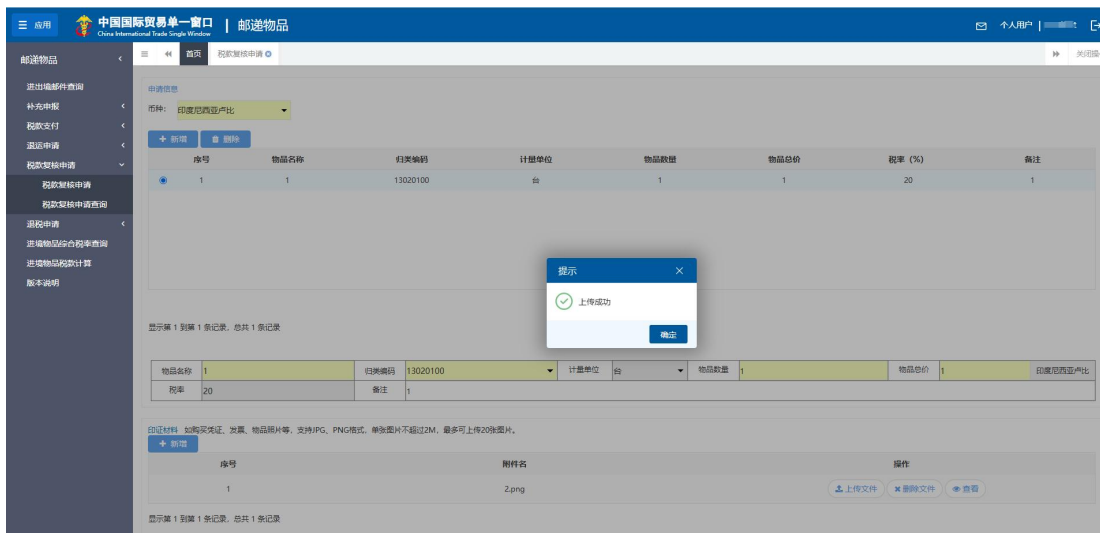 应用 中国国际贸易单一窗口 | 邮递物品 个人用户 |
China International Trade Single Window
邮递物品 首页 税款复核申请 关闭操
进出境邮件查询
补充申报
税款支付
退运申请
税款复核申请
税款复核申请
税款复核申请查询
退税申请
进境物品综合税率查询
进境物品税款计算
版本说明
申请信息
币种: 印度尼西亚卢比
+ 新增 删除
序号 物品名称 归类编码 计量单位 物品数量 物品总价 税率 (%) 备注
1 1 13020100 台 1 1 20 1
提示
上传成功
确定
显示第 1 到第 1 条记录, 总共 1 条记录
物品名称 1 归类编码 13020100 计量单位 台 物品数量 1 物品总价 1 印度尼西亚卢比
税率 20 备注 1
印证材料 如购买凭证、发票、物品照片等, 支持JPG、PNG格式, 单张图片不超过2M, 最多可上传20张图片。
+ 新增
序号 附件名 操作
1 2.png 上传文件 删除文件 查看
显示第 1 到第 1 条记录, 总共 1 条记录